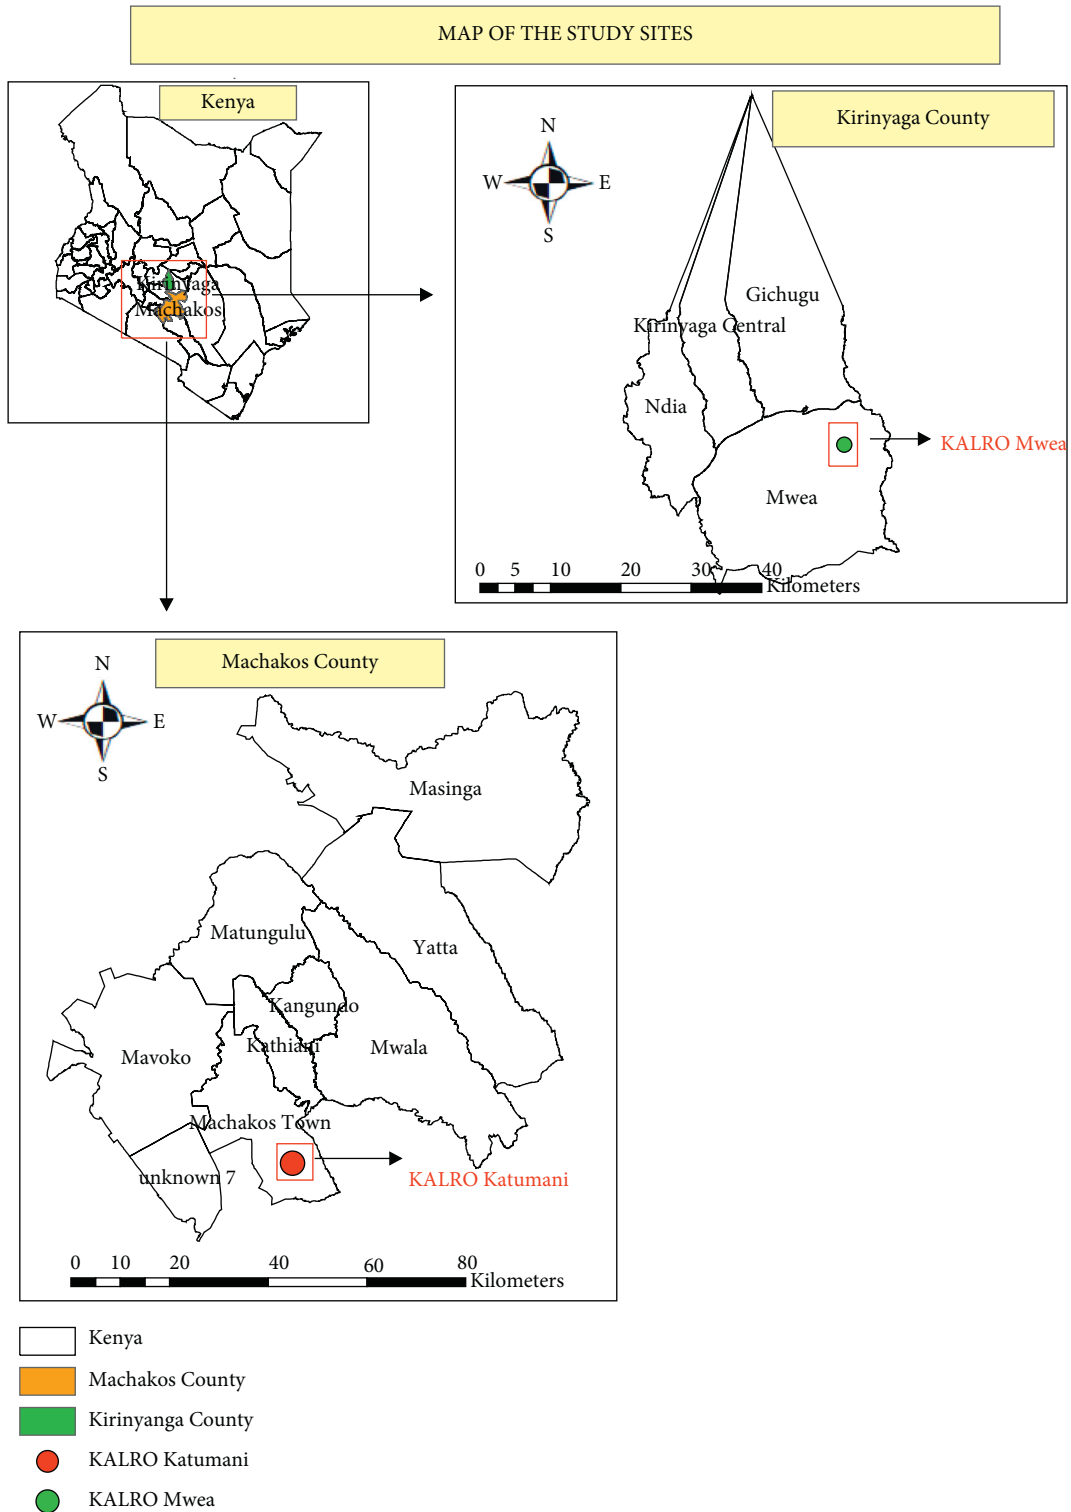 MAP OF THE STUDY SITES
Kenya
Kirinyaga
Machakos
Kirinyaga County
N
W E
S
Gichugu
Kirinyaga Central
Ndia
KALRO Mwea
Mwea
0 5 10 20 30 40
Kilometers
Machakos County
N
W E
S
Masinga
Matungulu
Yatta
Kangundo
Kathiani
Mwala
Mavoko
Machakos Town
unknown 7
KALRO Katumani
0 10 20 40 60 80
Kilometers
Kenya
Machakos County
Kirinyanga County
KALRO Katumani
KALRO Mwea